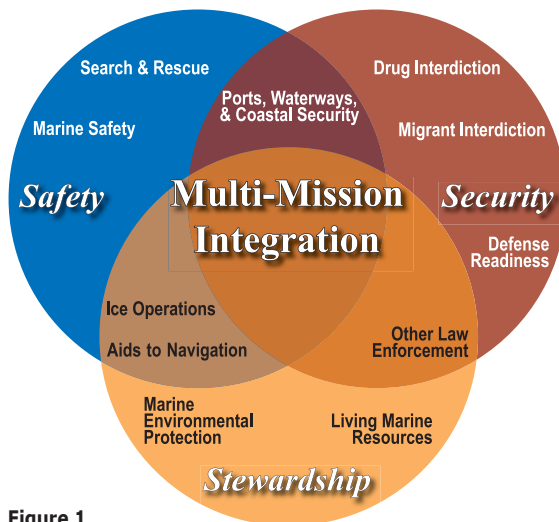 Search & Rescue
Drug Interdiction
Ports, Waterways,
& Coastal Security
Marine Safety
Migrant Interdiction
Safety
Multi-Mission
Integration
Security
Defense
Readiness
Ice Operations
Aids to Navigation
Other Law
Enforcement
Marine
Environmental
Protection
Living Marine
Resources
Stewardship
Figure 1